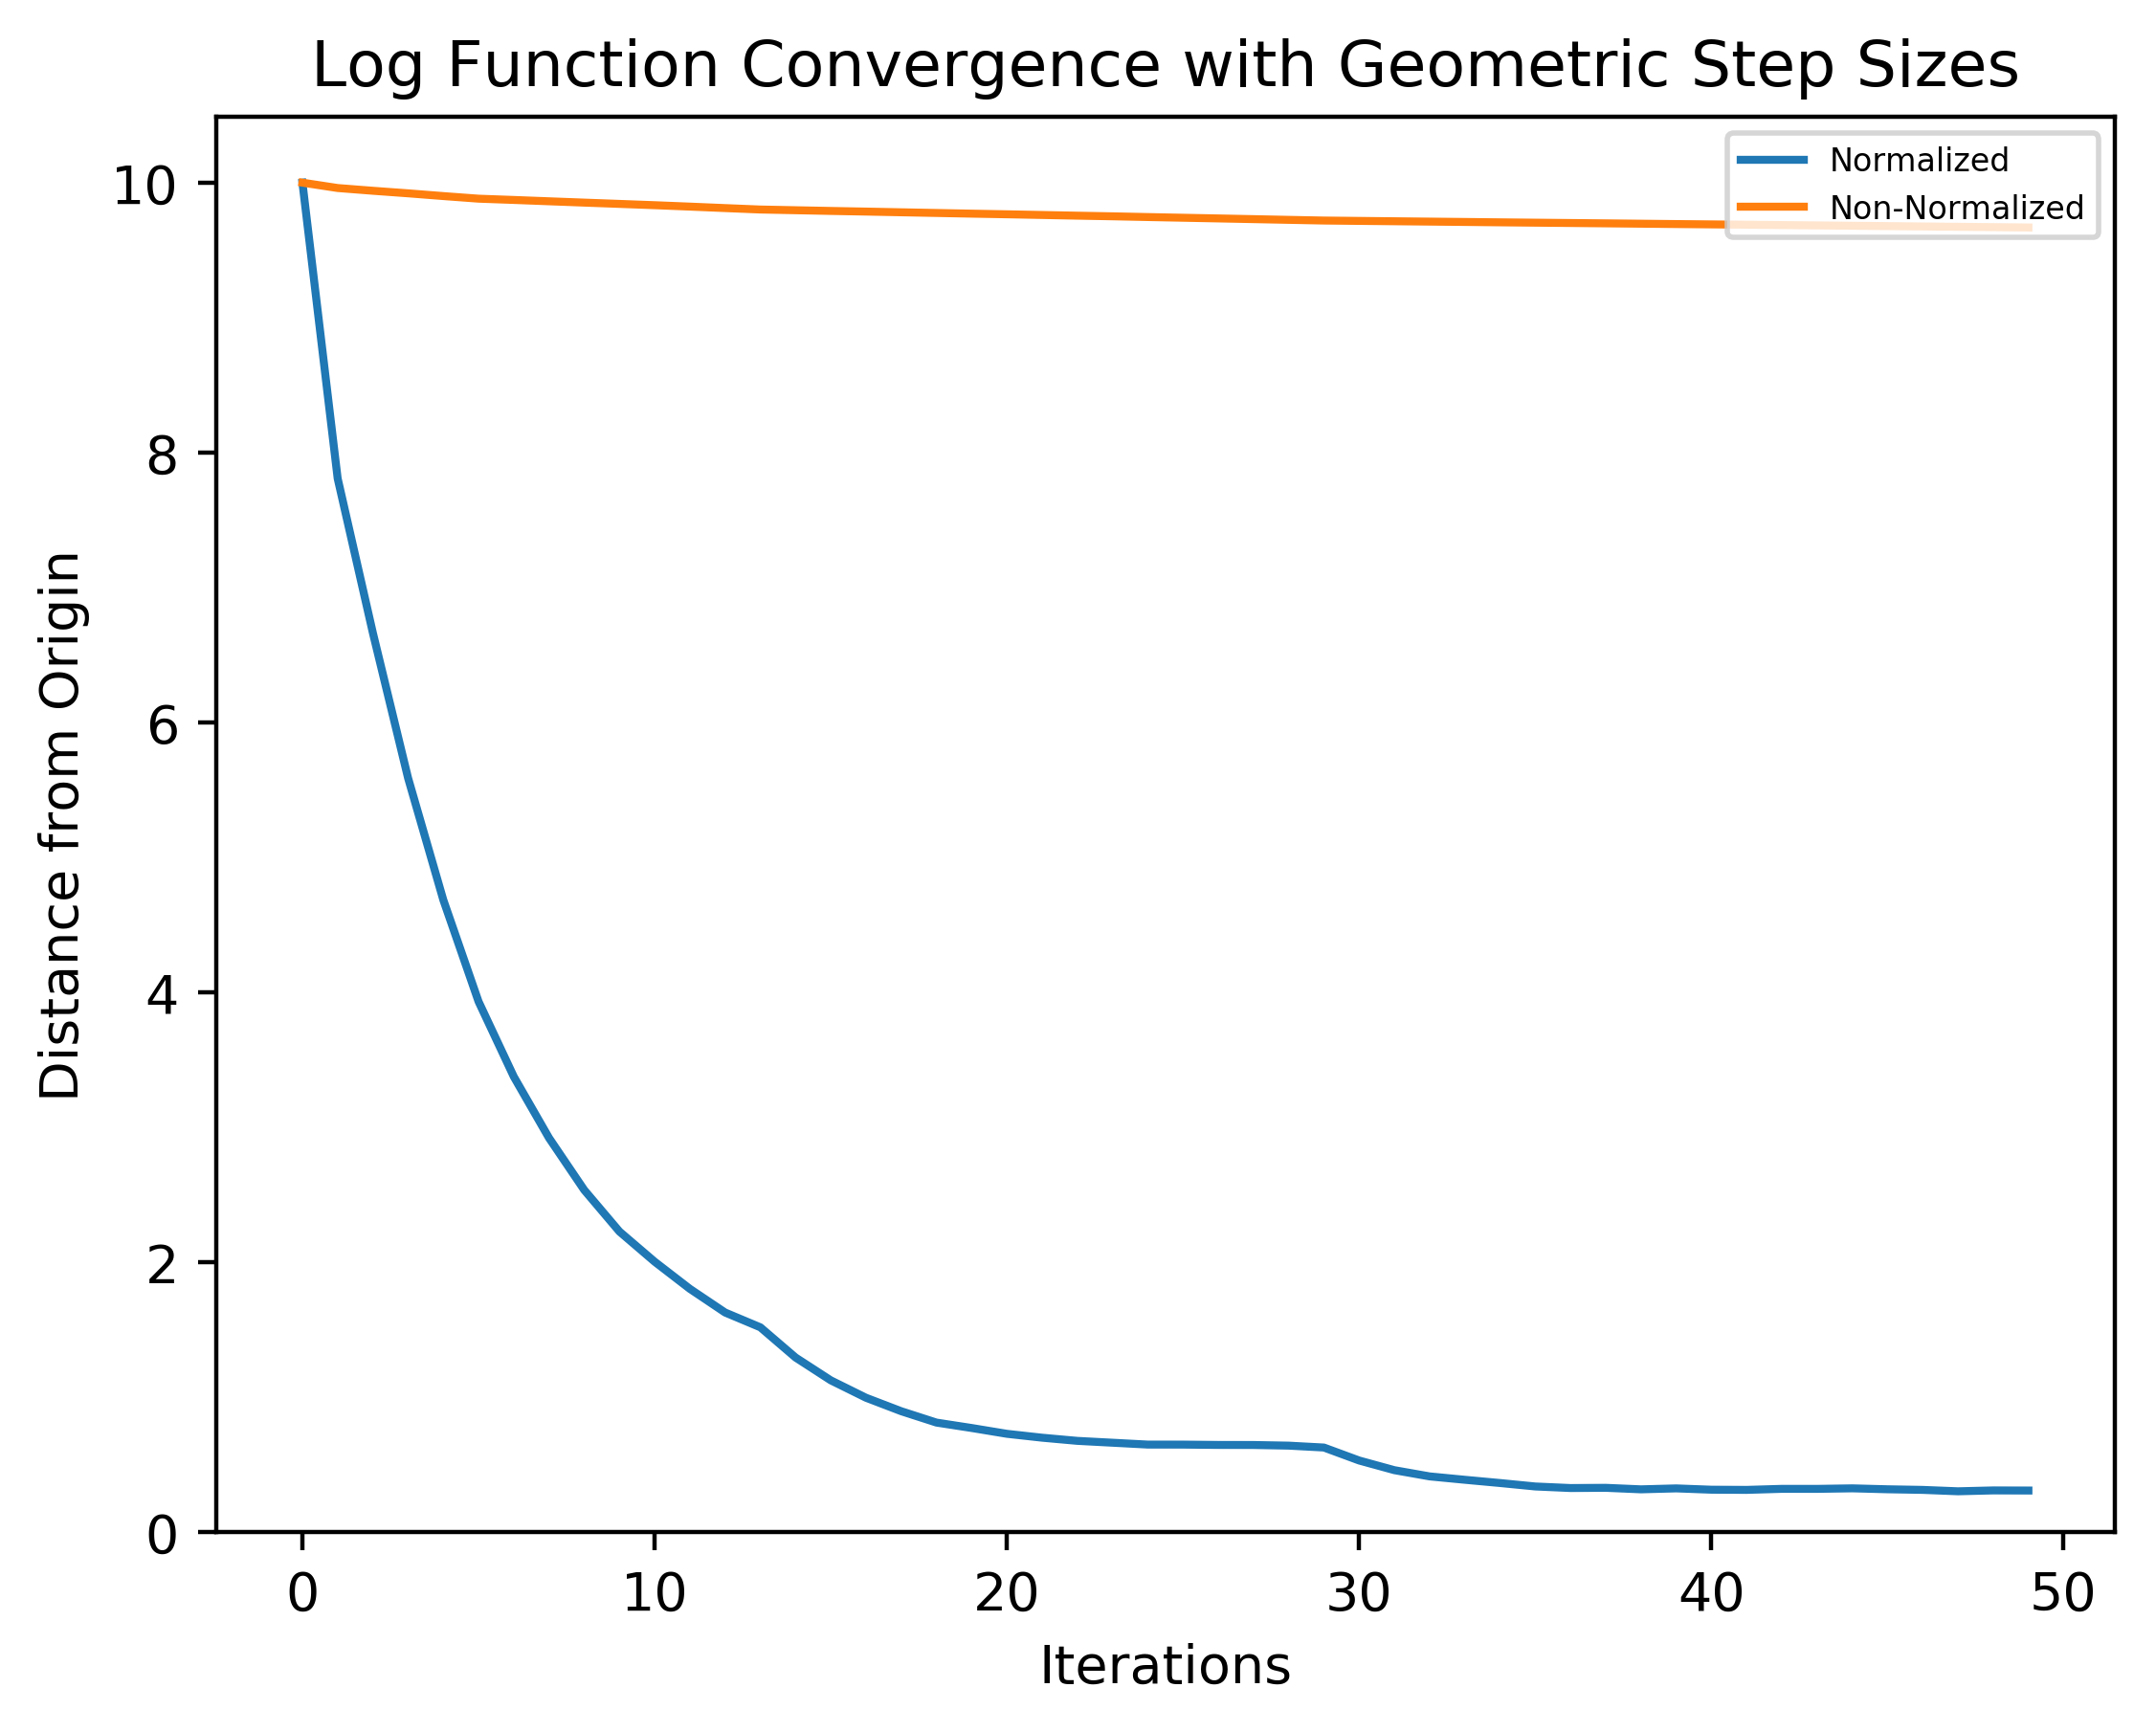 Log Function Convergence with Geometric Step Sizes
Normalized
Non-Normalized
Distance from Origin
10
8
6
4
2
0
0 10 20 30 40 50
Iterations